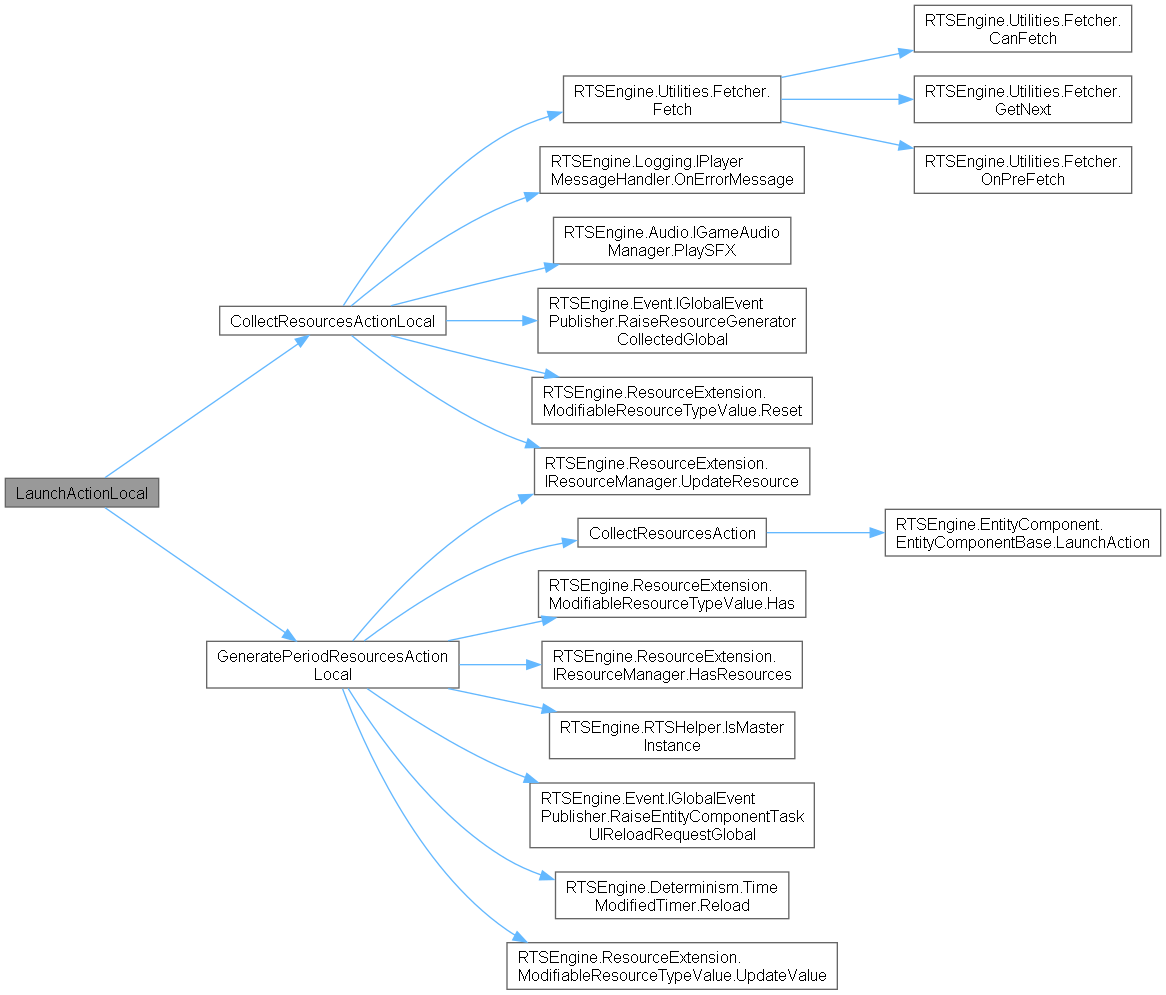 RTSEngine.Utilities.Fetcher.
CanFetch
RTSEngine.Utilities.Fetcher.
Fetch
RTSEngine.Utilities.Fetcher.
GetNext
RTSEngine.Logging.IPlayer
MessageHandler.OnErrorMessage
RTSEngine.Utilities.Fetcher.
OnPreFetch
RTSEngine.Audio.IGameAudio
Manager.PlaySFX
CollectResourcesActionLocal
RTSEngine.Event.IGlobalEvent
Publisher.RaiseResourceGenerator
CollectedGlobal
RTSEngine.ResourceExtension.
ModifiableResourceTypeValue.Reset
RTSEngine.ResourceExtension.
IResourceManager.UpdateResource
LaunchActionLocal
CollectResourcesAction
RTSEngine.EntityComponent.
EntityComponentBase.LaunchAction
RTSEngine.ResourceExtension.
ModifiableResourceTypeValue.Has
GeneratePeriodResourcesAction
Local
RTSEngine.ResourceExtension.
IResourceManager.HasResources
RTSEngine.RTSHelper.IsMaster
Instance
RTSEngine.Event.IGlobalEvent
Publisher.RaiseEntityComponentTask
UIReloadRequestGlobal
RTSEngine.Determinism.Time
ModifiedTimer.Reload
RTSEngine.ResourceExtension.
ModifiableResourceTypeValue.UpdateValue